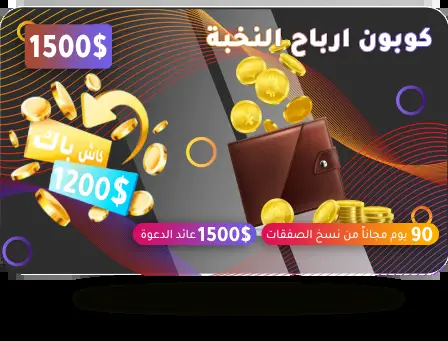 كوبون ارباح النخبة
1500$
كاش باك
1200$
90 يوم مجاناً من نسخ الصفقات
1500$ عائد الدعوة